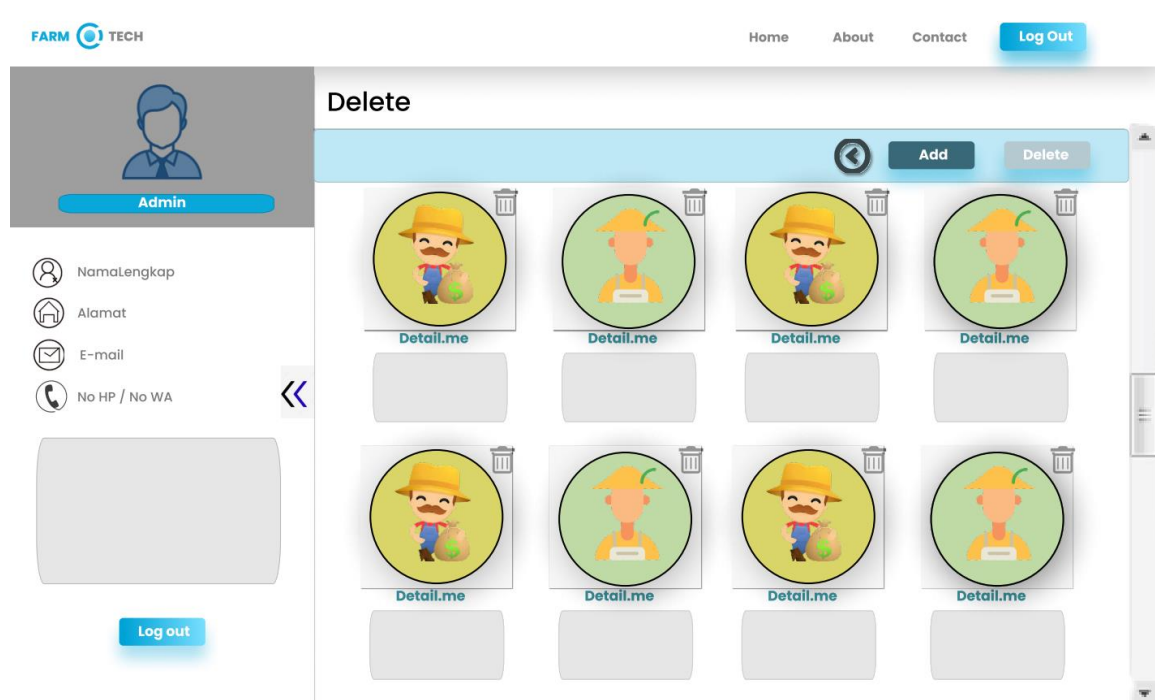 FARM TECH
Home About Contact Log Out
Admin
NamaLengkap
Alamat
E-mail
No HP / No WA
Log out
Delete
Add Delete
Detail.me Detail.me Detail.me Detail.me
Detail.me Detail.me Detail.me Detail.me